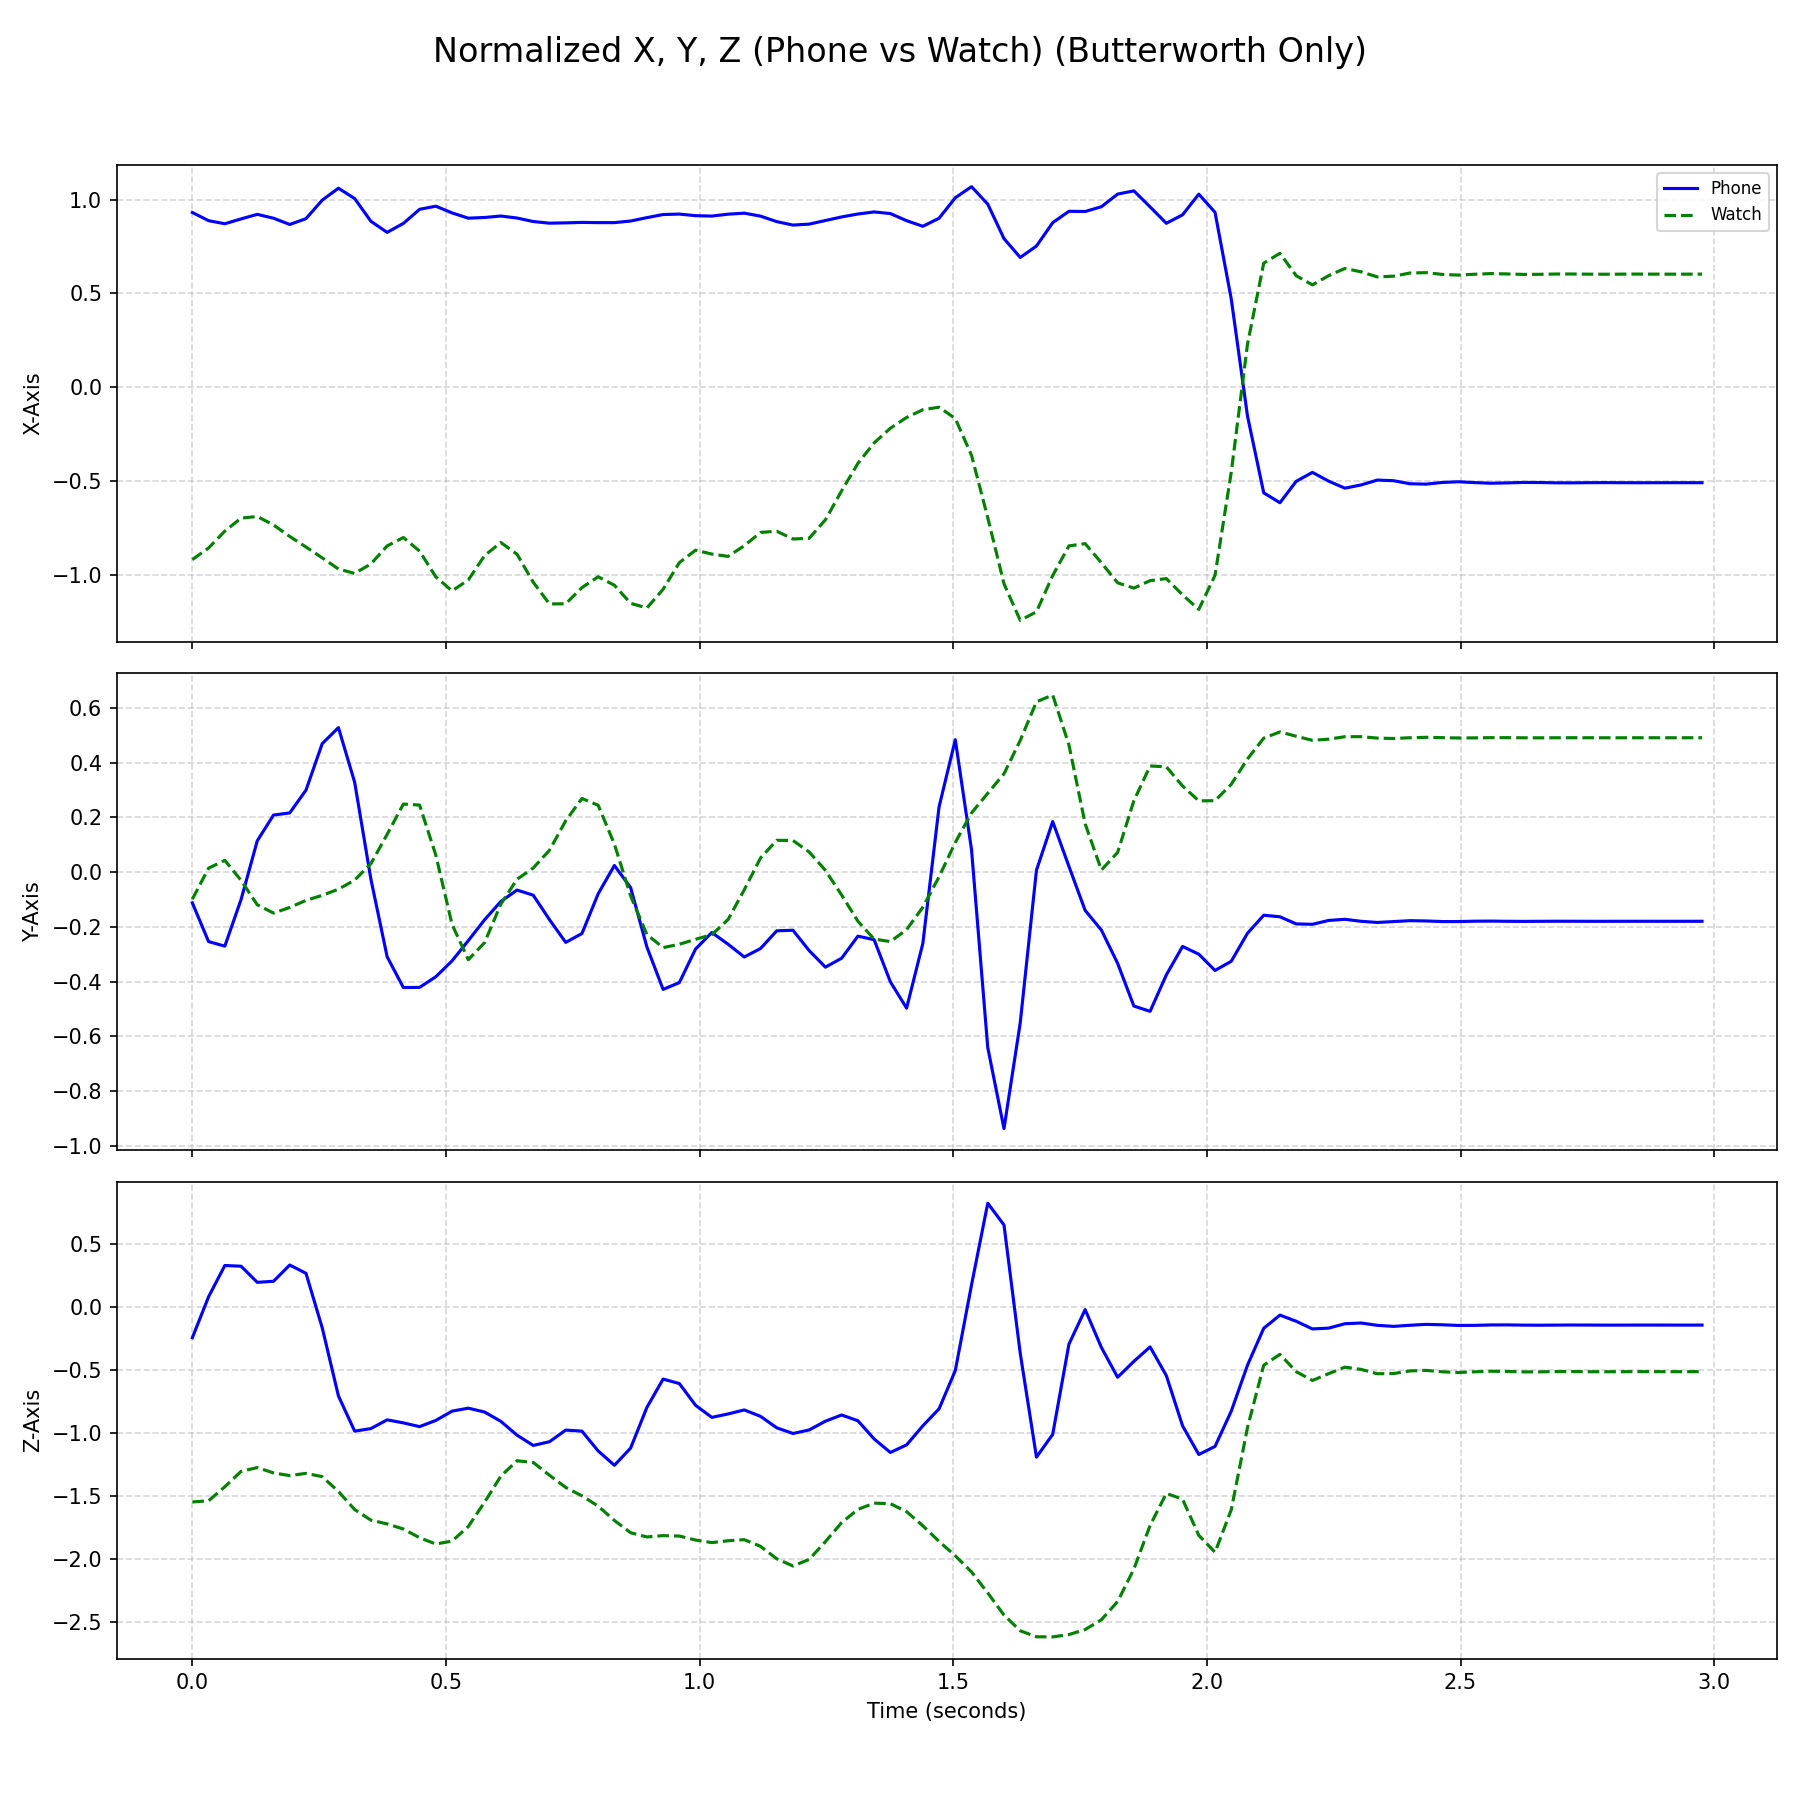 Normalized X, Y, Z (Phone vs Watch) (Butterworth Only)
Phone
Watch
1.0
0.5
0.0
−0.5
−1.0
X-Axis
0.6
0.4
0.2
0.0
−0.2
−0.4
−0.6
−0.8
−1.0
Y-Axis
0.5
0.0
−0.5
−1.0
−1.5
−2.0
−2.5
Z-Axis
0.0 0.5 1.0 1.5 2.0 2.5 3.0
Time (seconds)